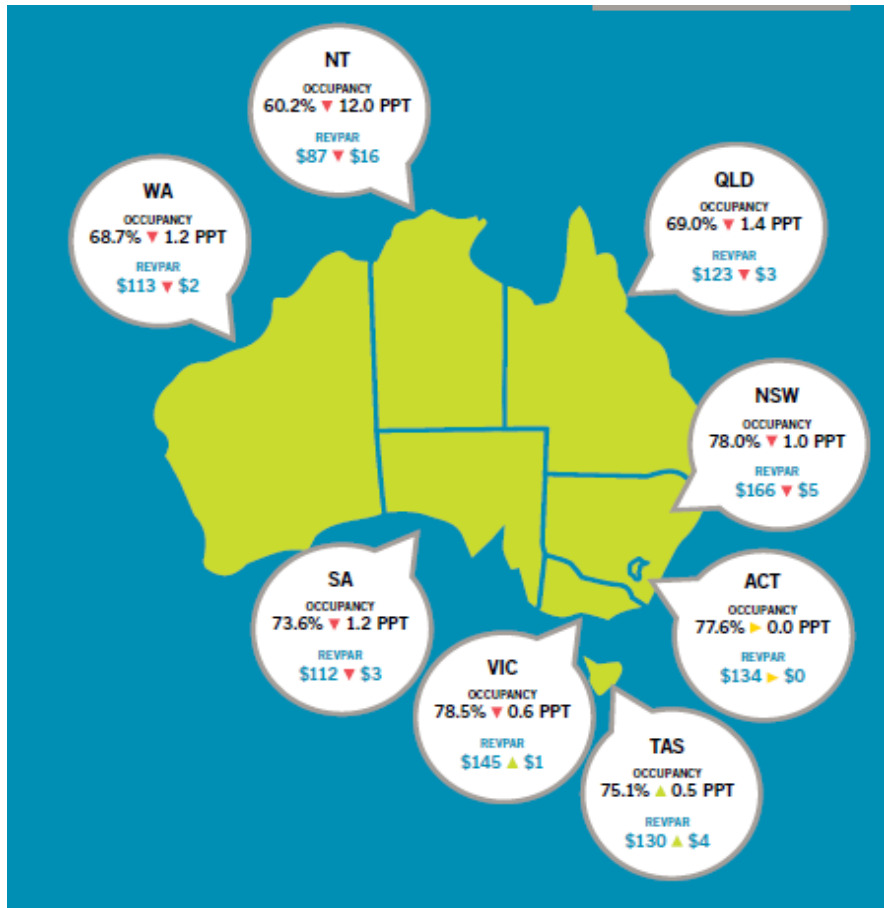 NT
OCCUPANCY
60.2% ▼ 12.0 PPT
REVPAR
$87 ▼ $16
WA
OCCUPANCY
68.7% ▼ 1.2 PPT
REVPAR
$113 ▼ $2
QLD
OCCUPANCY
69.0% ▼ 1.4 PPT
REVPAR
$123 ▼ $3
NSW
OCCUPANCY
78.0% ▼ 1.0 PPT
REVPAR
$166 ▼ $5
SA
OCCUPANCY
73.6% ▼ 1.2 PPT
REVPAR
$112 ▼ $3
ACT
OCCUPANCY
77.6% ► 0.0 PPT
REVPAR
$134 ► $0
VIC
OCCUPANCY
78.5% ▼ 0.6 PPT
REVPAR
$145 ▲ $1
TAS
OCCUPANCY
75.1% ▲ 0.5 PPT
REVPAR
$130 ▲ $4